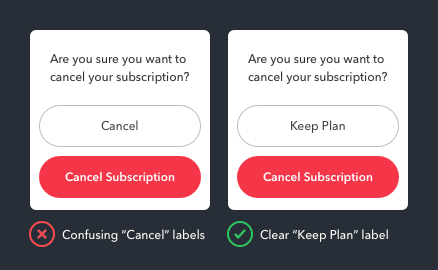 Are you sure you want to
cancel your subscription?
Cancel
Cancel Subscription
Confusing “Cancel” labels
Are you sure you want to
cancel your subscription?
Keep Plan
Cancel Subscription
Clear “Keep Plan” label